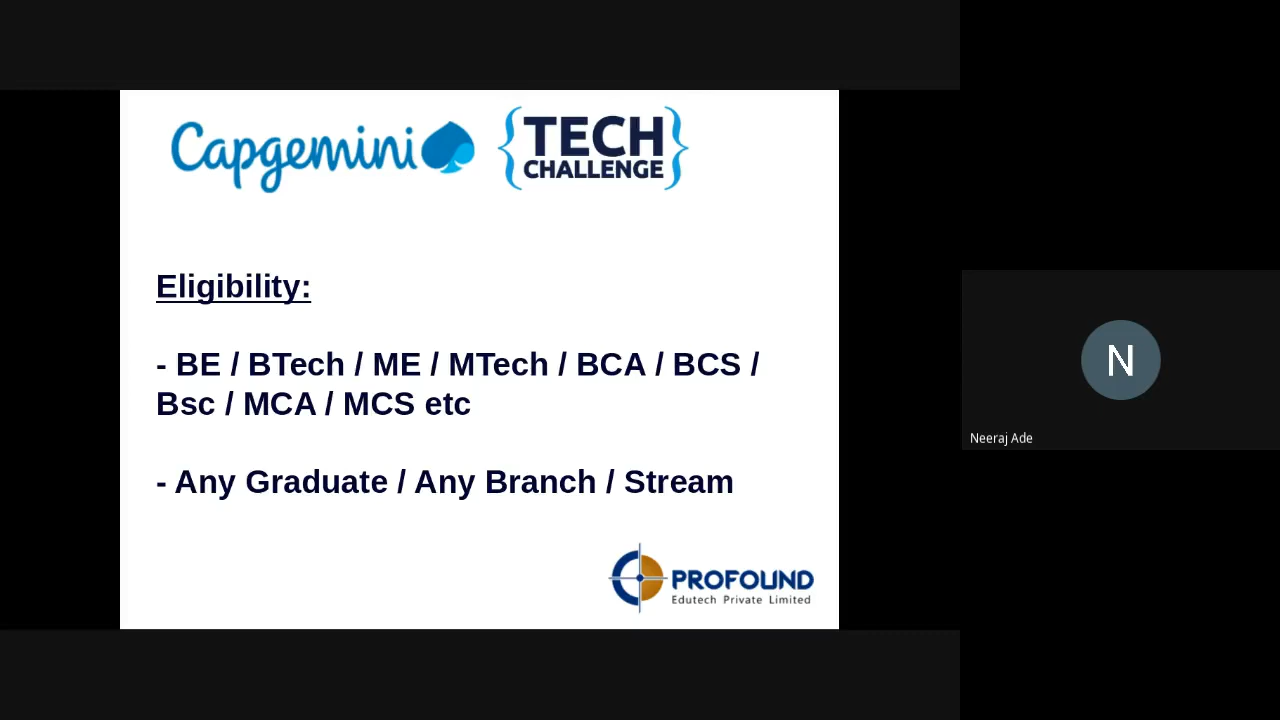 Capgemini
{TECH
CHALLENGE}
Eligibility:
- BE / BTech / ME / MTech / BCA / BCS /
Bsc / MCA / MCS etc
- Any Graduate / Any Branch / Stream
PROFOUND
Edutech Private Limited
N
Neeraj Ade